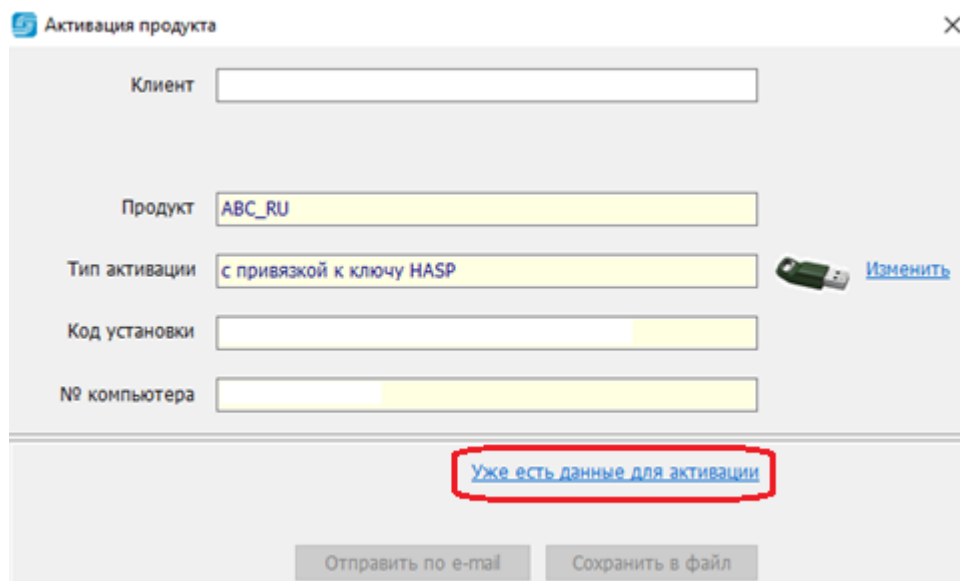 Активация продукта
Клиент
Продукт ABC_RU
Тип активации с привязкой к ключу HASP Изменить
Код установки
№ компьютера
Уже есть данные для активации
Отправить по e-mail Сохранить в файл